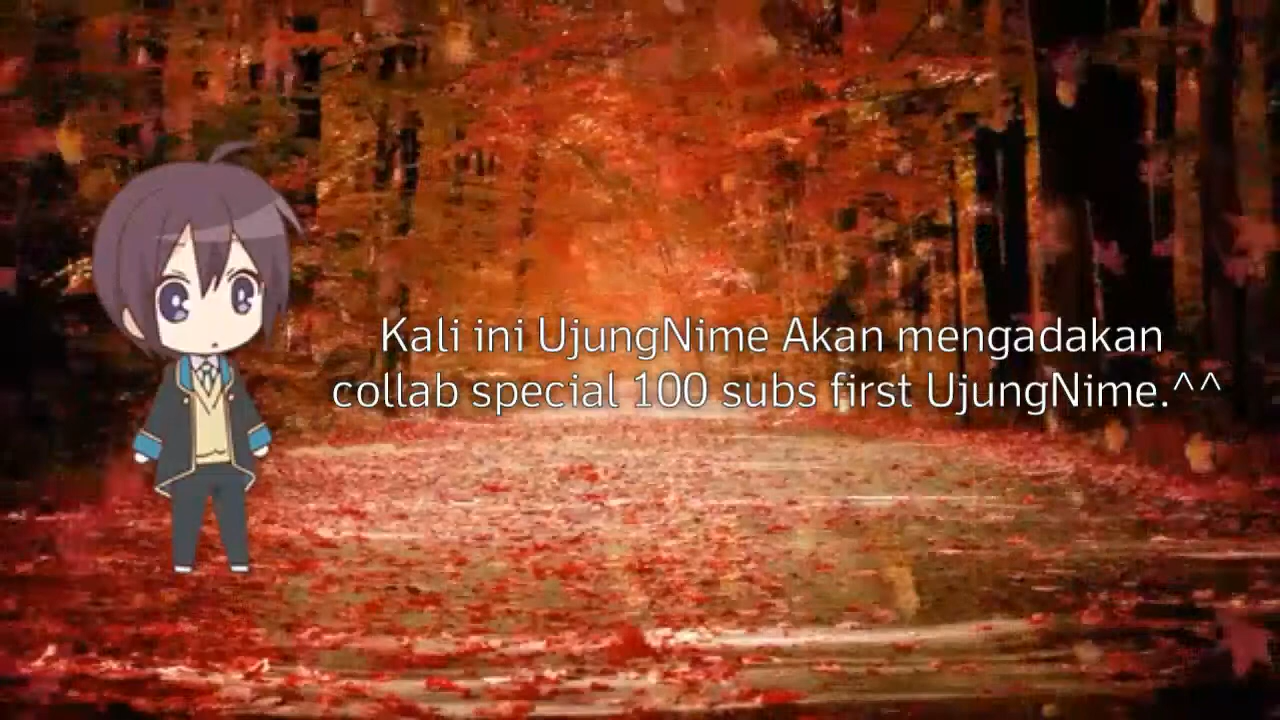 Kali ini UjungNime Akan mengadakan
collab special 100 subs first UjungNime.^^